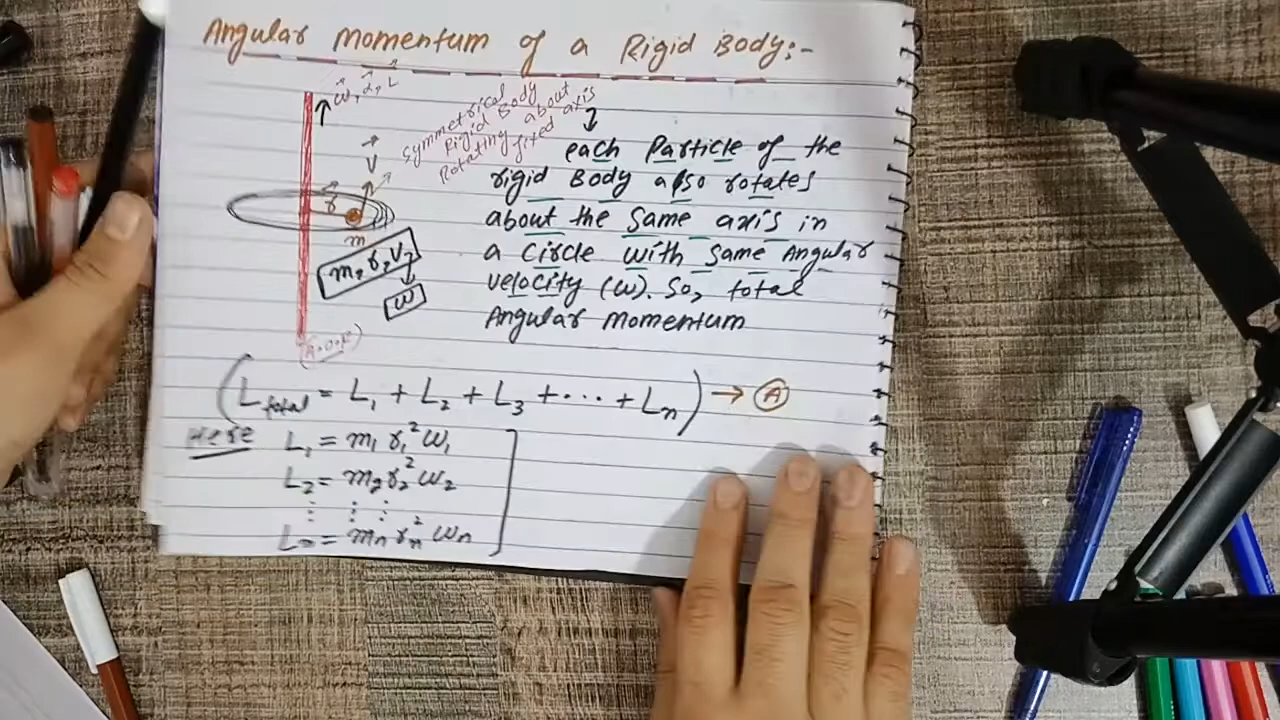 Angular momentum of a Rigid Body:-
ω, α, L
Symmetrical
Rigid Body
Rotating about
fixed axis
V
each Particle of the
rigid Body also rotates
about the same axis in
a Circle with same Angular
velocity (ω). So, total
Angular momentum
r
m
m, r, V,
ω
(A.O.R)
(L total = L₁ + L₂ + L₃ + ... + Lₙ) → Ⓐ
Here L₁ = m₁ r₁² ω₁
L₂ = m₂ r₂² ω₂
⋮ ⋮ ⋮
Lₙ = mₙ rₙ² ωₙ